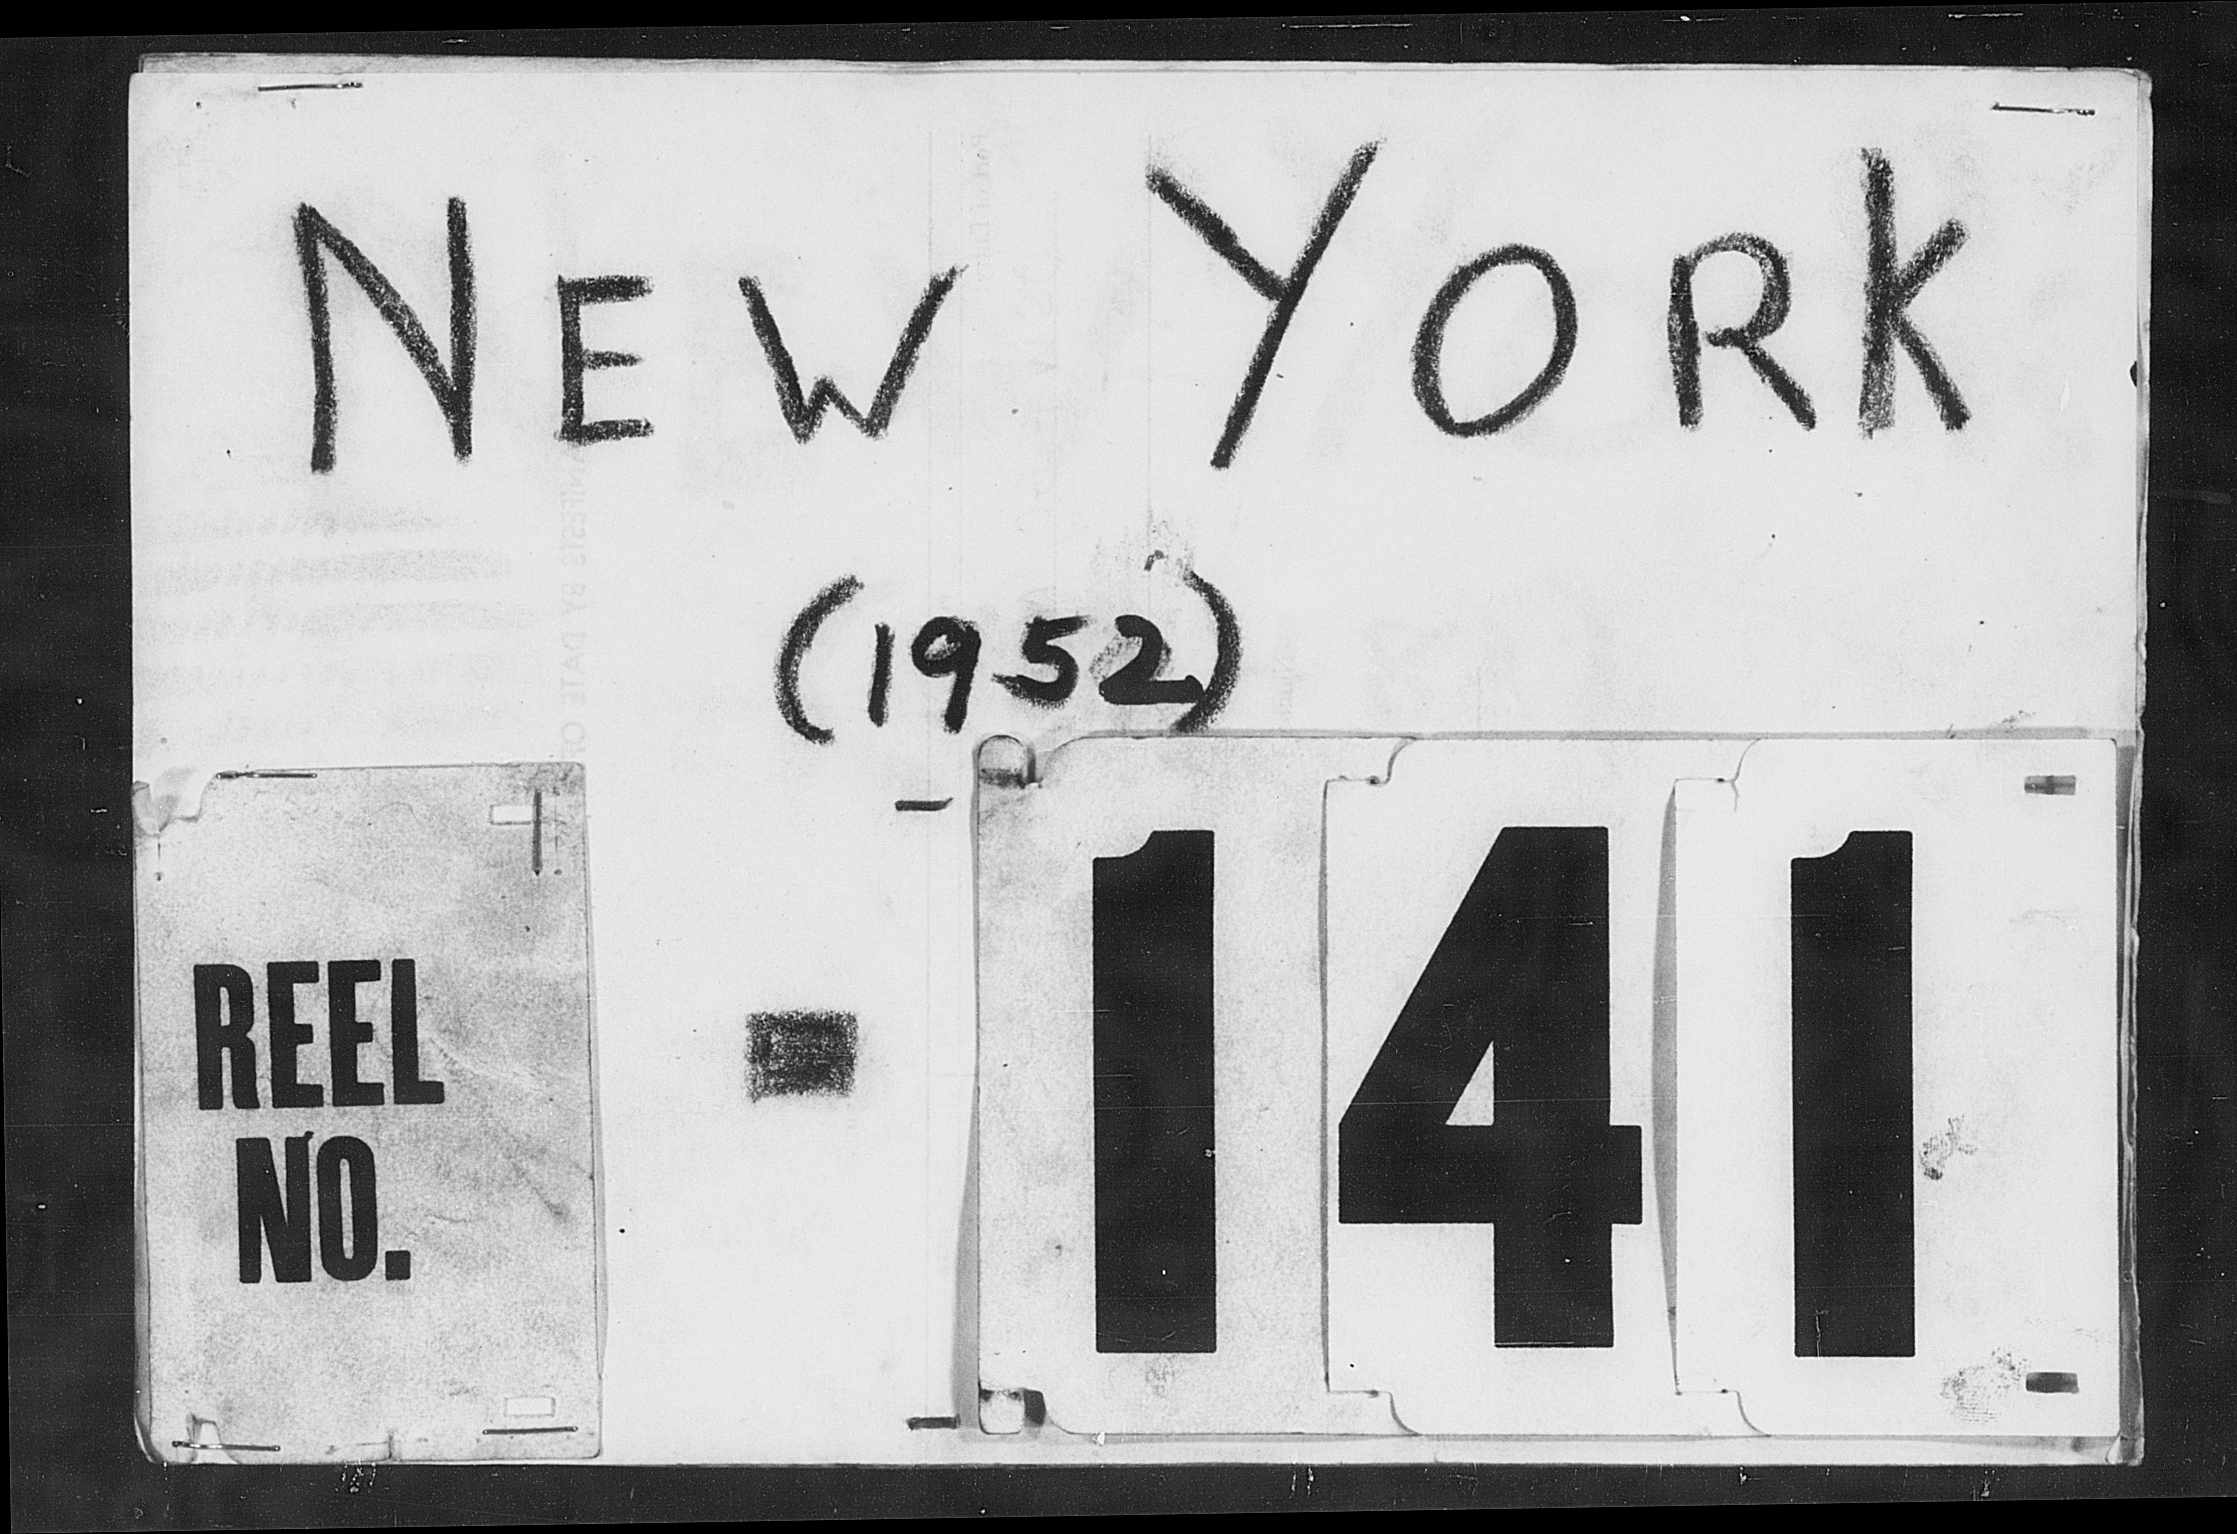 NEW YORK
(1952)
REEL
NO.
- 141